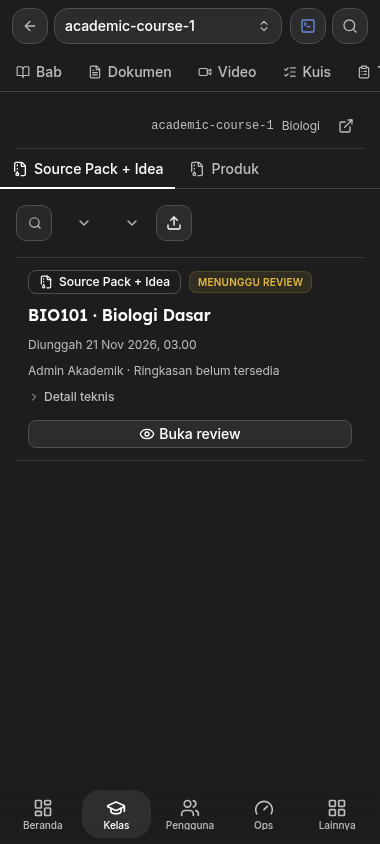 academic-course-1
Bab
Dokumen
Video
Kuis
academic-course-1 Biologi
Source Pack + Idea
Produk
Source Pack + Idea
MENUNGGU REVIEW
BIO101 · Biologi Dasar
Diunggah 21 Nov 2026, 03.00
Admin Akademik · Ringkasan belum tersedia
Detail teknis
Buka review
Beranda
Kelas
Pengguna
Ops
Lainnya